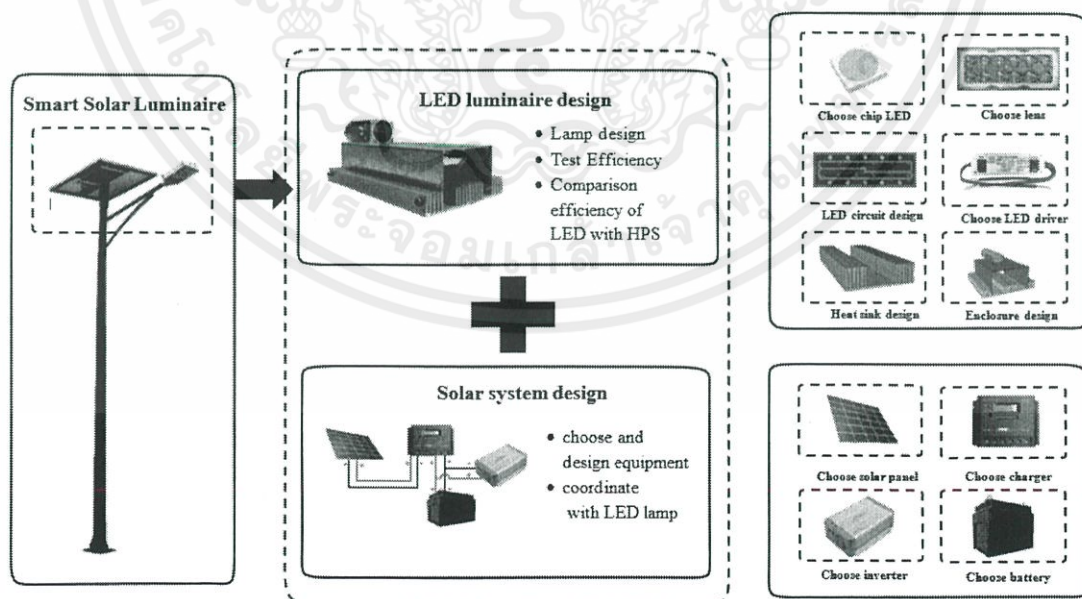 Smart Solar Luminaire
LED luminaire design
• Lamp design
• Test Efficiency
• Comparison
efficiency of
LED with HPS
Solar system design
• choose and
design equipment
• coordinate
with LED lamp
Choose chip LED
Choose lens
LED circuit design
Choose LED driver
Heat sink design
Enclosure design
Choose solar panel
Choose charger
Choose inverter
Choose battery